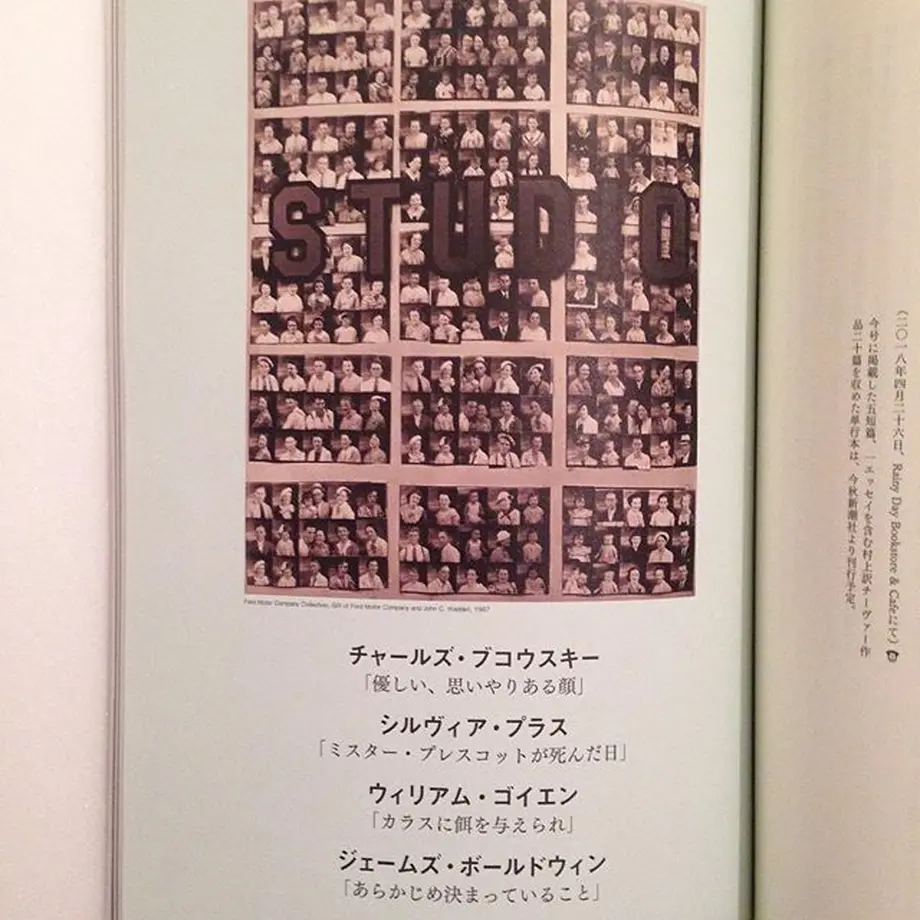 STUDIO
Ford Motor Company Collection, Gift of Ford Motor Company and John C. Waddell, 1987
チャールズ・ブコウスキー
「優しい、思いやりある顔」
シルヴィア・プラス
「ミスター・プレスコットが死んだ日」
ウィリアム・ゴイエン
「カラスに餌を与えられ」
ジェームズ・ボールドウィン
「あらかじめ決まっていること」
(二〇一八年四月二十六日、Rainy Day Bookstore & Cafeにて)
今号に掲載した五短篇、一エッセイを含む村上訳チーヴァー作
品二十篇を収めた単行本は、今秋新潮社より刊行予定。